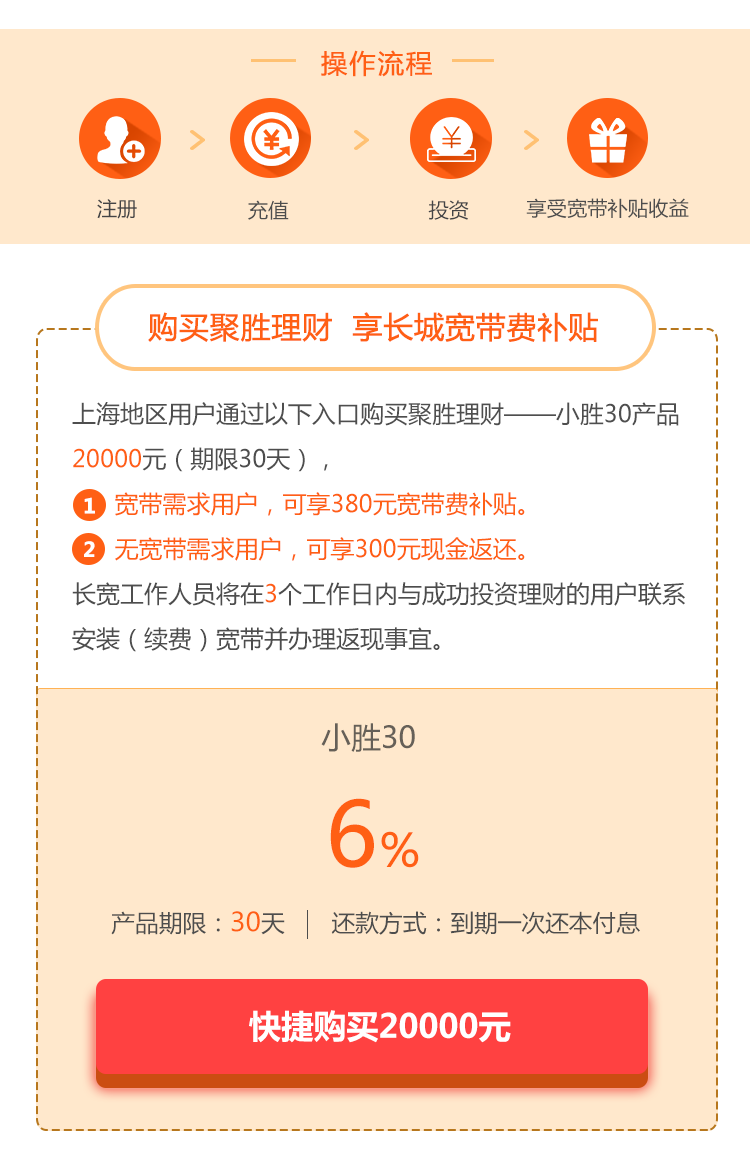 操作流程
注册
充值
投资
享受宽带补贴收益
购买聚胜理财 享长城宽带费补贴
上海地区用户通过以下入口购买聚胜理财——小胜30产品
20000元（期限30天），
1 宽带需求用户，可享380元宽带费补贴。
2 无宽带需求用户，可享300元现金返还。
长宽工作人员将在3个工作日内与成功投资理财的用户联系
安装（续费）宽带并办理返现事宜。
小胜30
6%
产品期限：30天 │ 还款方式：到期一次还本付息
快捷购买20000元